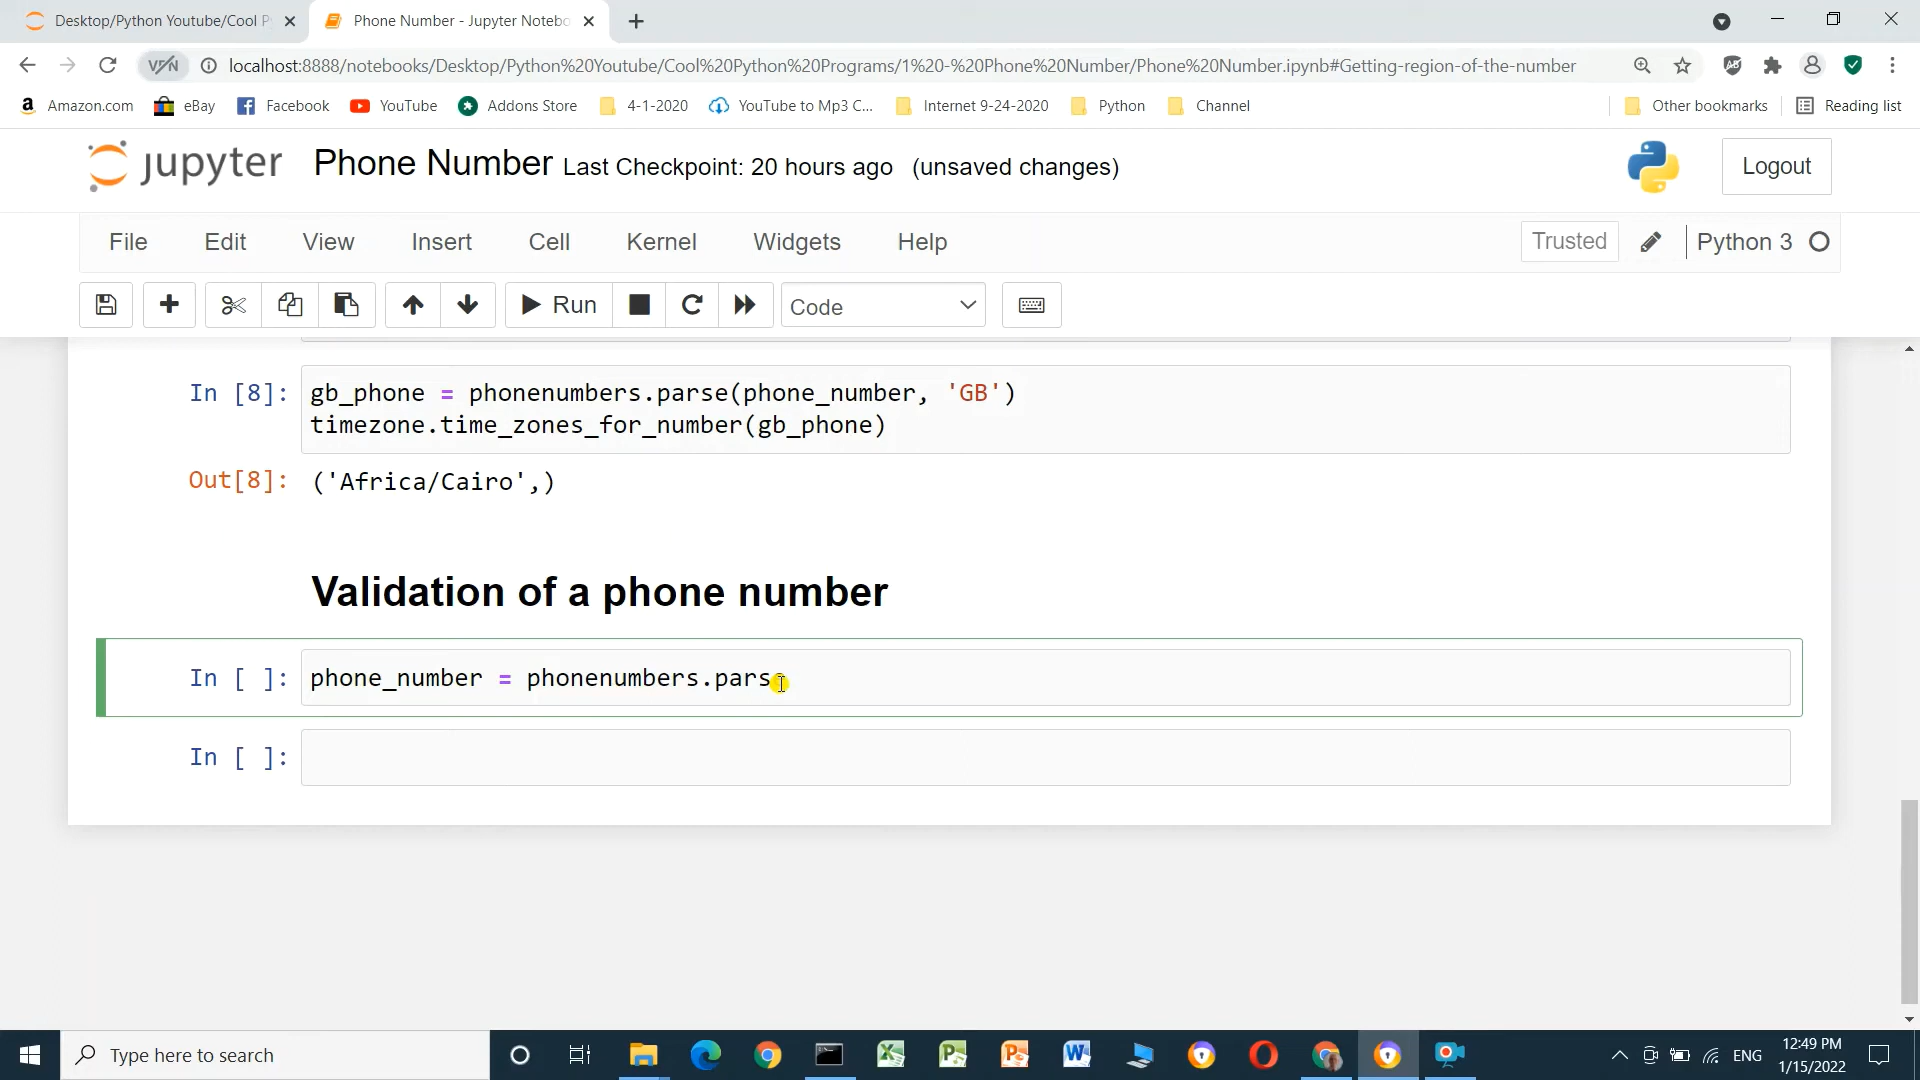 Desktop/Python Youtube/Cool P
Phone Number - Jupyter Notebo
VPN
localhost:8888/notebooks/Desktop/Python%20Youtube/Cool%20Python%20Programs/1%20-%20Phone%20Number/Phone%20Number.ipynb#Getting-region-of-the-number
Amazon.com
eBay
Facebook
YouTube
Addons Store
4-1-2020
YouTube to Mp3 C...
Internet 9-24-2020
Python
Channel
Other bookmarks
Reading list
jupyter
Phone Number Last Checkpoint: 20 hours ago (unsaved changes)
Logout
File
Edit
View
Insert
Cell
Kernel
Widgets
Help
Trusted
Python 3
Run
Code
In [8]:
gb_phone = phonenumbers.parse(phone_number, 'GB')
timezone.time_zones_for_number(gb_phone)
Out[8]:
('Africa/Cairo',)
Validation of a phone number
In [ ]:
phone_number = phonenumbers.pars
In [ ]:
Type here to search
ENG
12:49 PM
1/15/2022